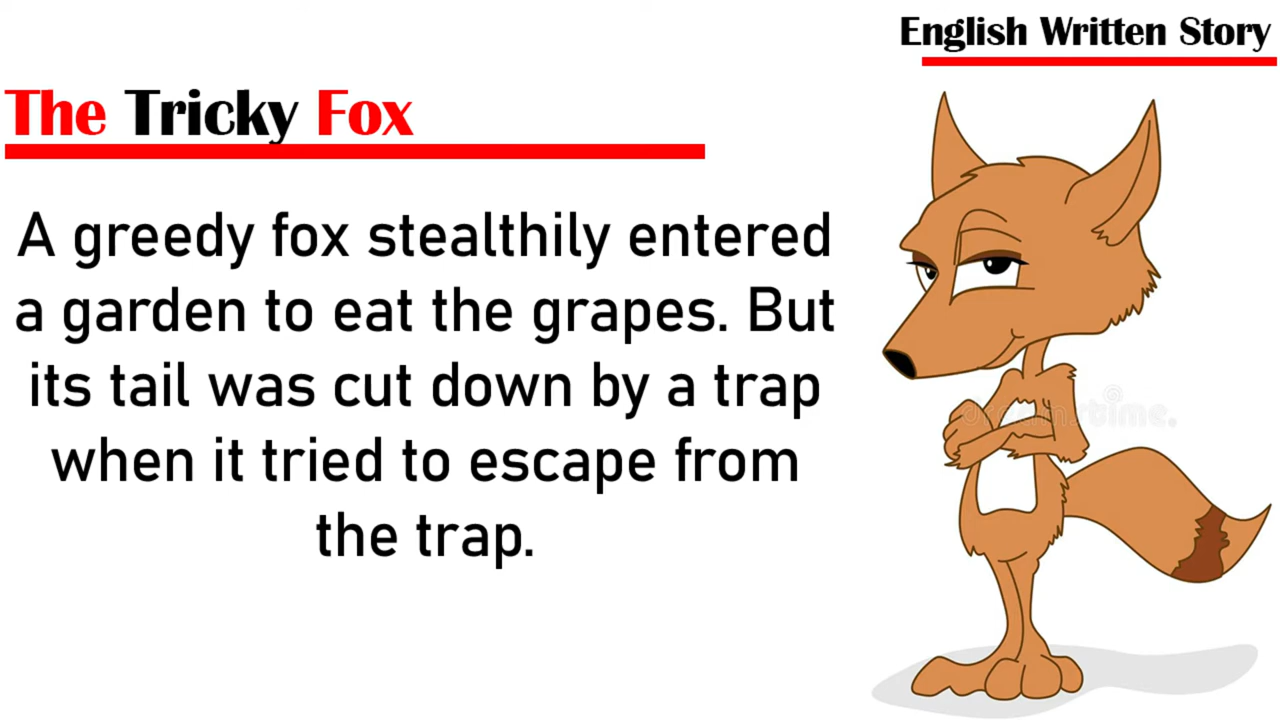 English Written Story
The Tricky Fox
A greedy fox stealthily entered
a garden to eat the grapes. But
its tail was cut down by a trap
when it tried to escape from
the trap.
dreamstime.